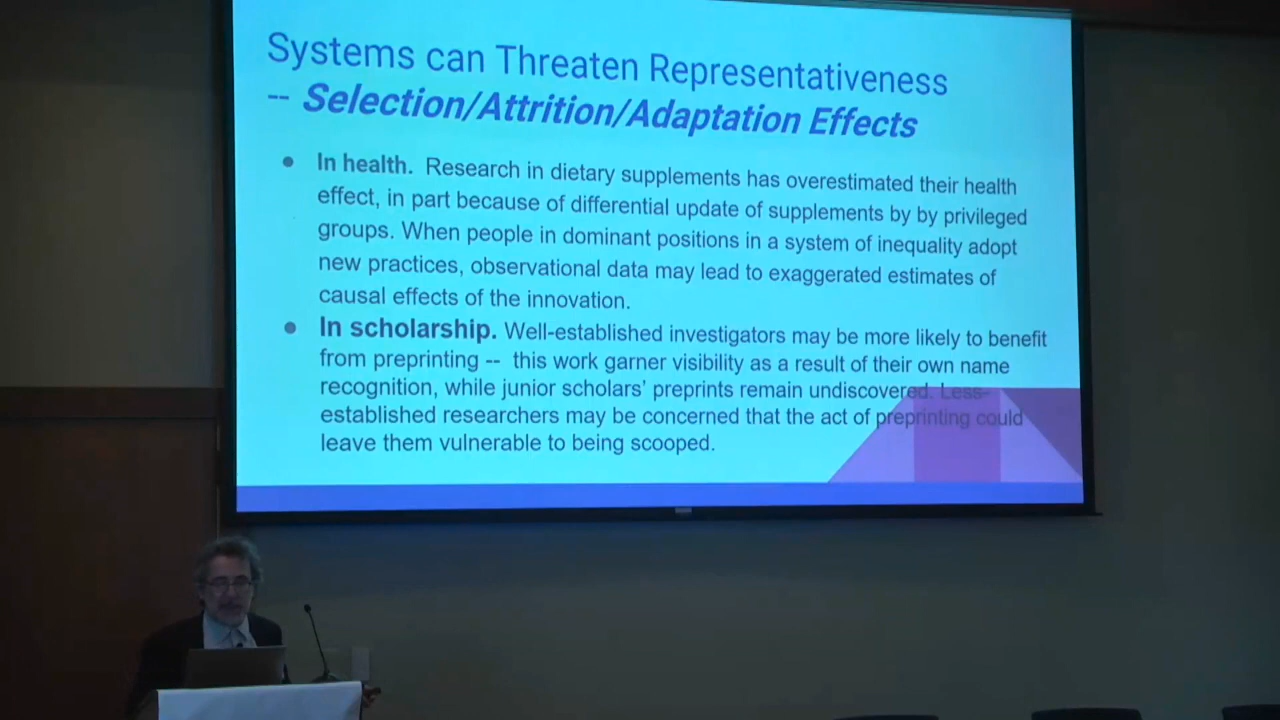 Systems can Threaten Representativeness
-- Selection/Attrition/Adaptation Effects
● In health. Research in dietary supplements has overestimated their health
effect, in part because of differential update of supplements by by privileged
groups. When people in dominant positions in a system of inequality adopt
new practices, observational data may lead to exaggerated estimates of
causal effects of the innovation.
● In scholarship. Well-established investigators may be more likely to benefit
from preprinting -- this work garner visibility as a result of their own name
recognition, while junior scholars' preprints remain undiscovered. Less-
established researchers may be concerned that the act of preprinting could
leave them vulnerable to being scooped.